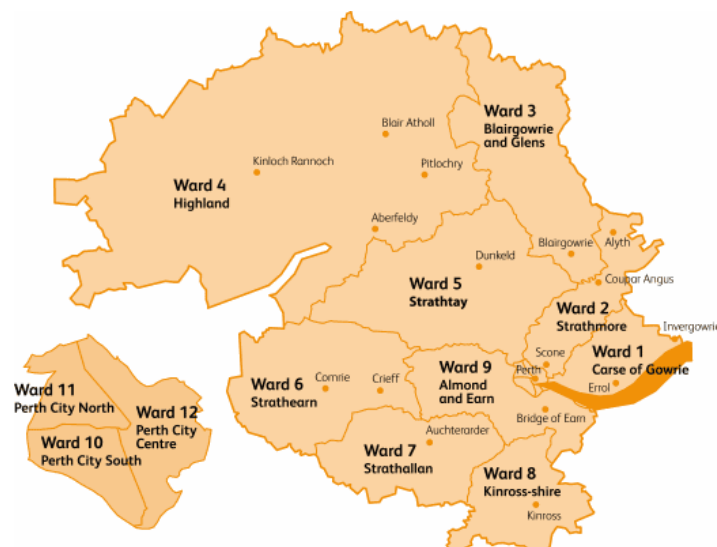 Ward 3
Blairgowrie
and Glens
Blair Atholl
Kinloch Rannoch
Pitlochry
Ward 4
Highland
Aberfeldy
Blairgowrie
Alyth
Dunkeld
Coupar Angus
Ward 5
Strathtay
Ward 2
Strathmore
Invergowrie
Scone
Ward 1
Carse of Gowrie
Perth
Errol
Ward 9
Almond
and Earn
Ward 6
Strathearn
Comrie
Crieff
Bridge of Earn
Auchterarder
Ward 7
Strathallan
Ward 8
Kinross-shire
Kinross
Ward 11
Perth City North
Ward 12
Perth City
Centre
Ward 10
Perth City South